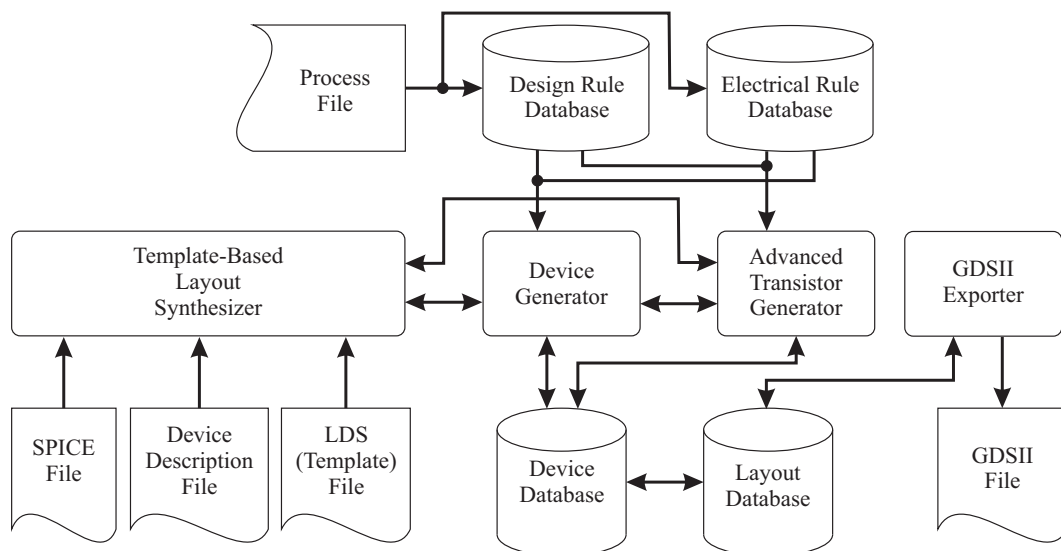 Process
File
Design Rule
Database
Electrical Rule
Database
Template-Based
Layout
Synthesizer
Device
Generator
Advanced
Transistor
Generator
GDSII
Exporter
SPICE
File
Device
Description
File
LDS
(Template)
File
Device
Database
Layout
Database
GDSII
File